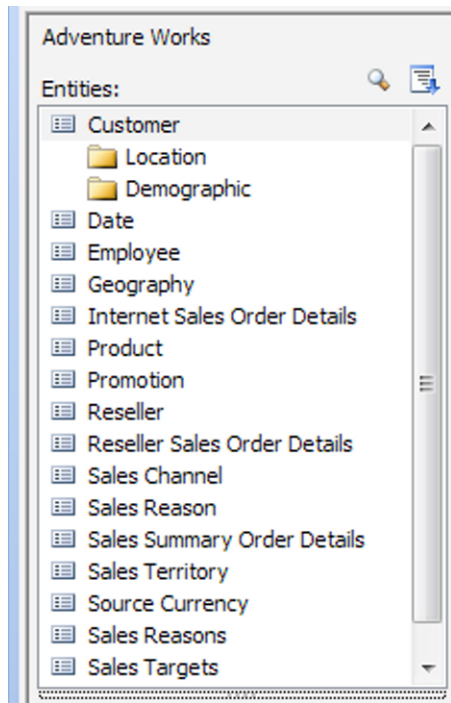 Adventure Works
Entities:
Customer
Location
Demographic
Date
Employee
Geography
Internet Sales Order Details
Product
Promotion
Reseller
Reseller Sales Order Details
Sales Channel
Sales Reason
Sales Summary Order Details
Sales Territory
Source Currency
Sales Reasons
Sales Targets